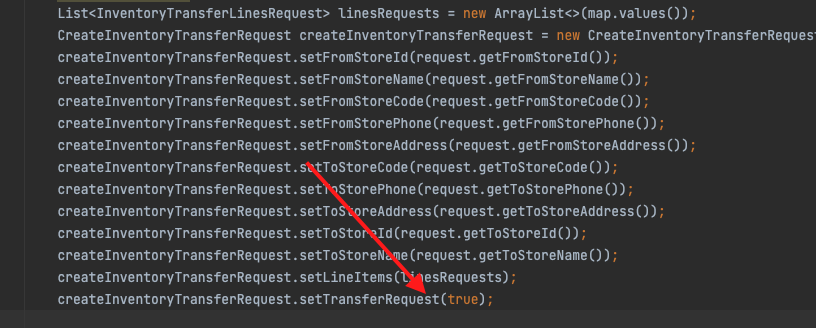 List<InventoryTransferLinesRequest> linesRequests = new ArrayList<>(map.values());
CreateInventoryTransferRequest createInventoryTransferRequest = new CreateInventoryTransferRequest
createInventoryTransferRequest.setFromStoreId(request.getFromStoreId());
createInventoryTransferRequest.setFromStoreName(request.getFromStoreName());
createInventoryTransferRequest.setFromStoreCode(request.getFromStoreCode());
createInventoryTransferRequest.setFromStorePhone(request.getFromStorePhone());
createInventoryTransferRequest.setFromStoreAddress(request.getFromStoreAddress());
createInventoryTransferRequest.setToStoreCode(request.getToStoreCode());
createInventoryTransferRequest.setToStorePhone(request.getToStorePhone());
createInventoryTransferRequest.setToStoreAddress(request.getToStoreAddress());
createInventoryTransferRequest.setToStoreId(request.getToStoreId());
createInventoryTransferRequest.setToStoreName(request.getToStoreName());
createInventoryTransferRequest.setLineItems(linesRequests);
createInventoryTransferRequest.setTransferRequest(true);